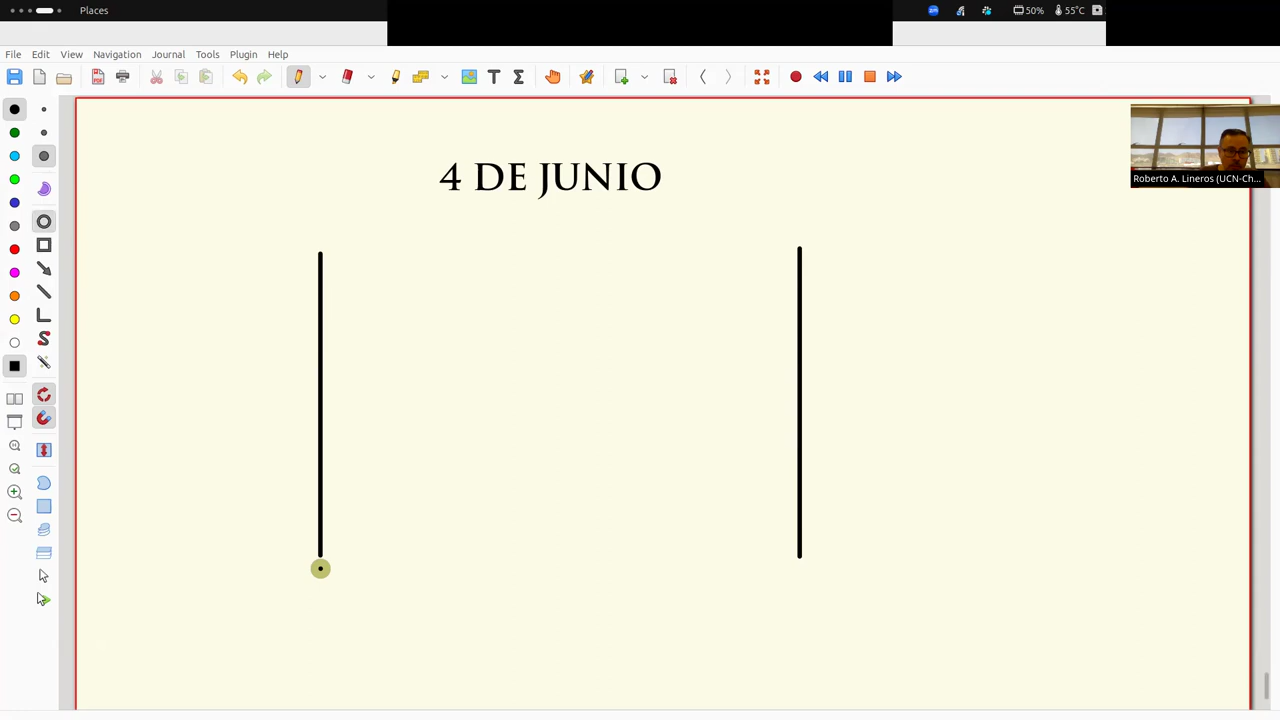 Places
50%
55°C
File Edit View Navigation Journal Tools Plugin Help
4 DE JUNIO
Roberto A. Lineros (UCN-Ch...